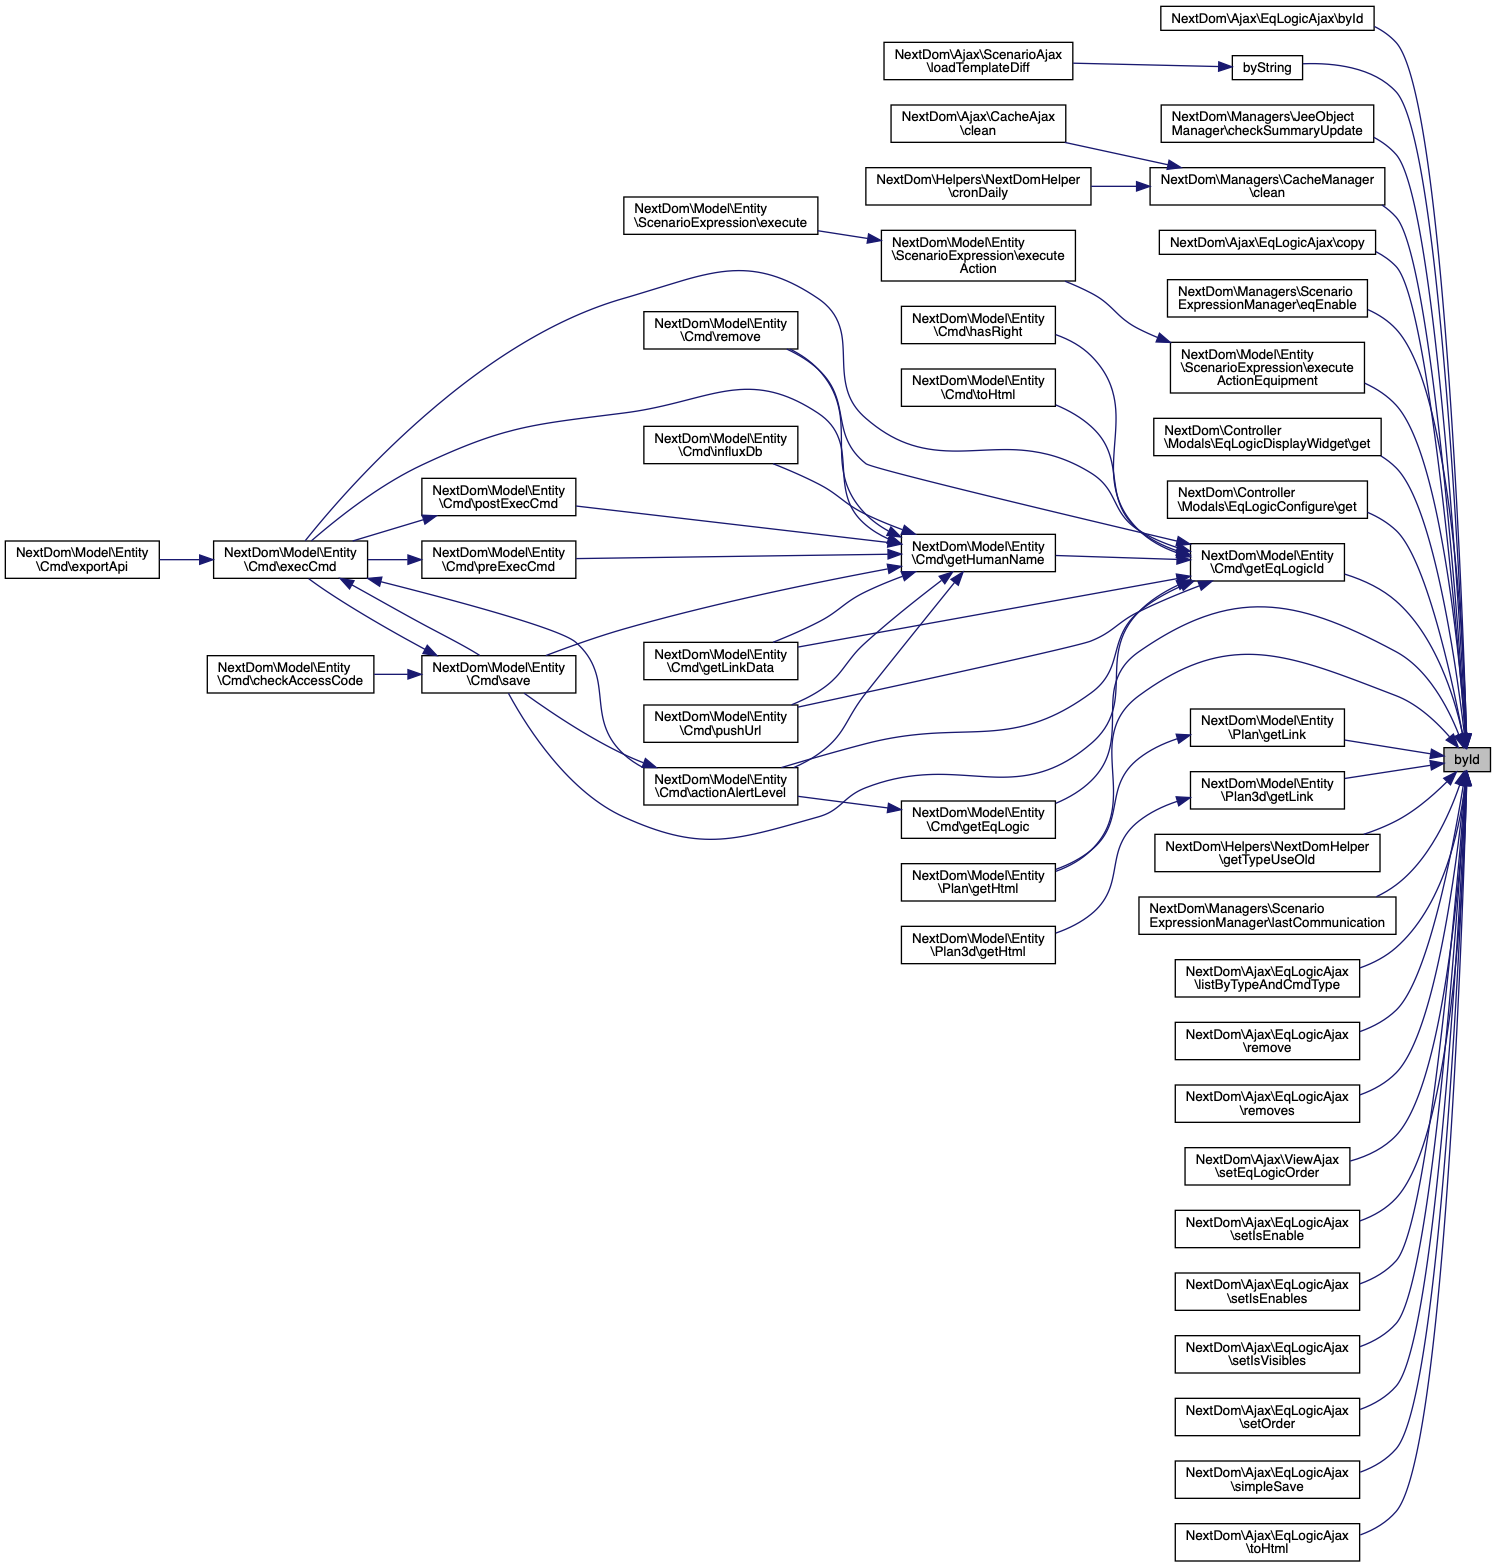 NextDom\Ajax\EqLogicAjax\byId
NextDom\Ajax\ScenarioAjax
\loadTemplateDiff
byString
NextDom\Ajax\CacheAjax
\clean
NextDom\Managers\JeeObject
Manager\checkSummaryUpdate
NextDom\Helpers\NextDomHelper
\cronDaily
NextDom\Managers\CacheManager
\clean
NextDom\Model\Entity
\ScenarioExpression\execute
NextDom\Model\Entity
\ScenarioExpression\execute
Action
NextDom\Ajax\EqLogicAjax\copy
NextDom\Managers\Scenario
ExpressionManager\eqEnable
NextDom\Model\Entity
\Cmd\remove
NextDom\Model\Entity
\Cmd\hasRight
NextDom\Model\Entity
\ScenarioExpression\execute
ActionEquipment
NextDom\Model\Entity
\Cmd\toHtml
NextDom\Model\Entity
\Cmd\influxDb
NextDom\Controller
\Modals\EqLogicDisplayWidget\get
NextDom\Model\Entity
\Cmd\postExecCmd
NextDom\Controller
\Modals\EqLogicConfigure\get
NextDom\Model\Entity
\Cmd\exportApi
NextDom\Model\Entity
\Cmd\execCmd
NextDom\Model\Entity
\Cmd\preExecCmd
NextDom\Model\Entity
\Cmd\getHumanName
NextDom\Model\Entity
\Cmd\getEqLogicId
NextDom\Model\Entity
\Cmd\checkAccessCode
NextDom\Model\Entity
\Cmd\save
NextDom\Model\Entity
\Cmd\getLinkData
NextDom\Model\Entity
\Cmd\pushUrl
NextDom\Model\Entity
\Plan\getLink
byId
NextDom\Model\Entity
\Cmd\actionAlertLevel
NextDom\Model\Entity
\Plan3d\getLink
NextDom\Model\Entity
\Cmd\getEqLogic
NextDom\Helpers\NextDomHelper
\getTypeUseOld
NextDom\Model\Entity
\Plan\getHtml
NextDom\Managers\Scenario
ExpressionManager\lastCommunication
NextDom\Model\Entity
\Plan3d\getHtml
NextDom\Ajax\EqLogicAjax
\listByTypeAndCmdType
NextDom\Ajax\EqLogicAjax
\remove
NextDom\Ajax\EqLogicAjax
\removes
NextDom\Ajax\ViewAjax
\setEqLogicOrder
NextDom\Ajax\EqLogicAjax
\setIsEnable
NextDom\Ajax\EqLogicAjax
\setIsEnables
NextDom\Ajax\EqLogicAjax
\setIsVisibles
NextDom\Ajax\EqLogicAjax
\setOrder
NextDom\Ajax\EqLogicAjax
\simpleSave
NextDom\Ajax\EqLogicAjax
\toHtml